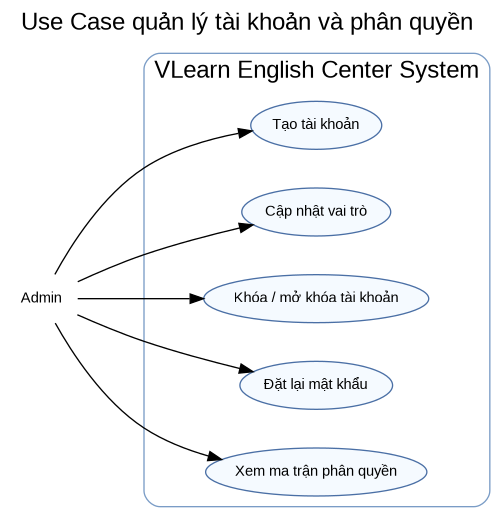 Use Case quản lý tài khoản và phân quyền
VLearn English Center System
Tạo tài khoản
Cập nhật vai trò
Admin
Khóa / mở khóa tài khoản
Đặt lại mật khẩu
Xem ma trận phân quyền